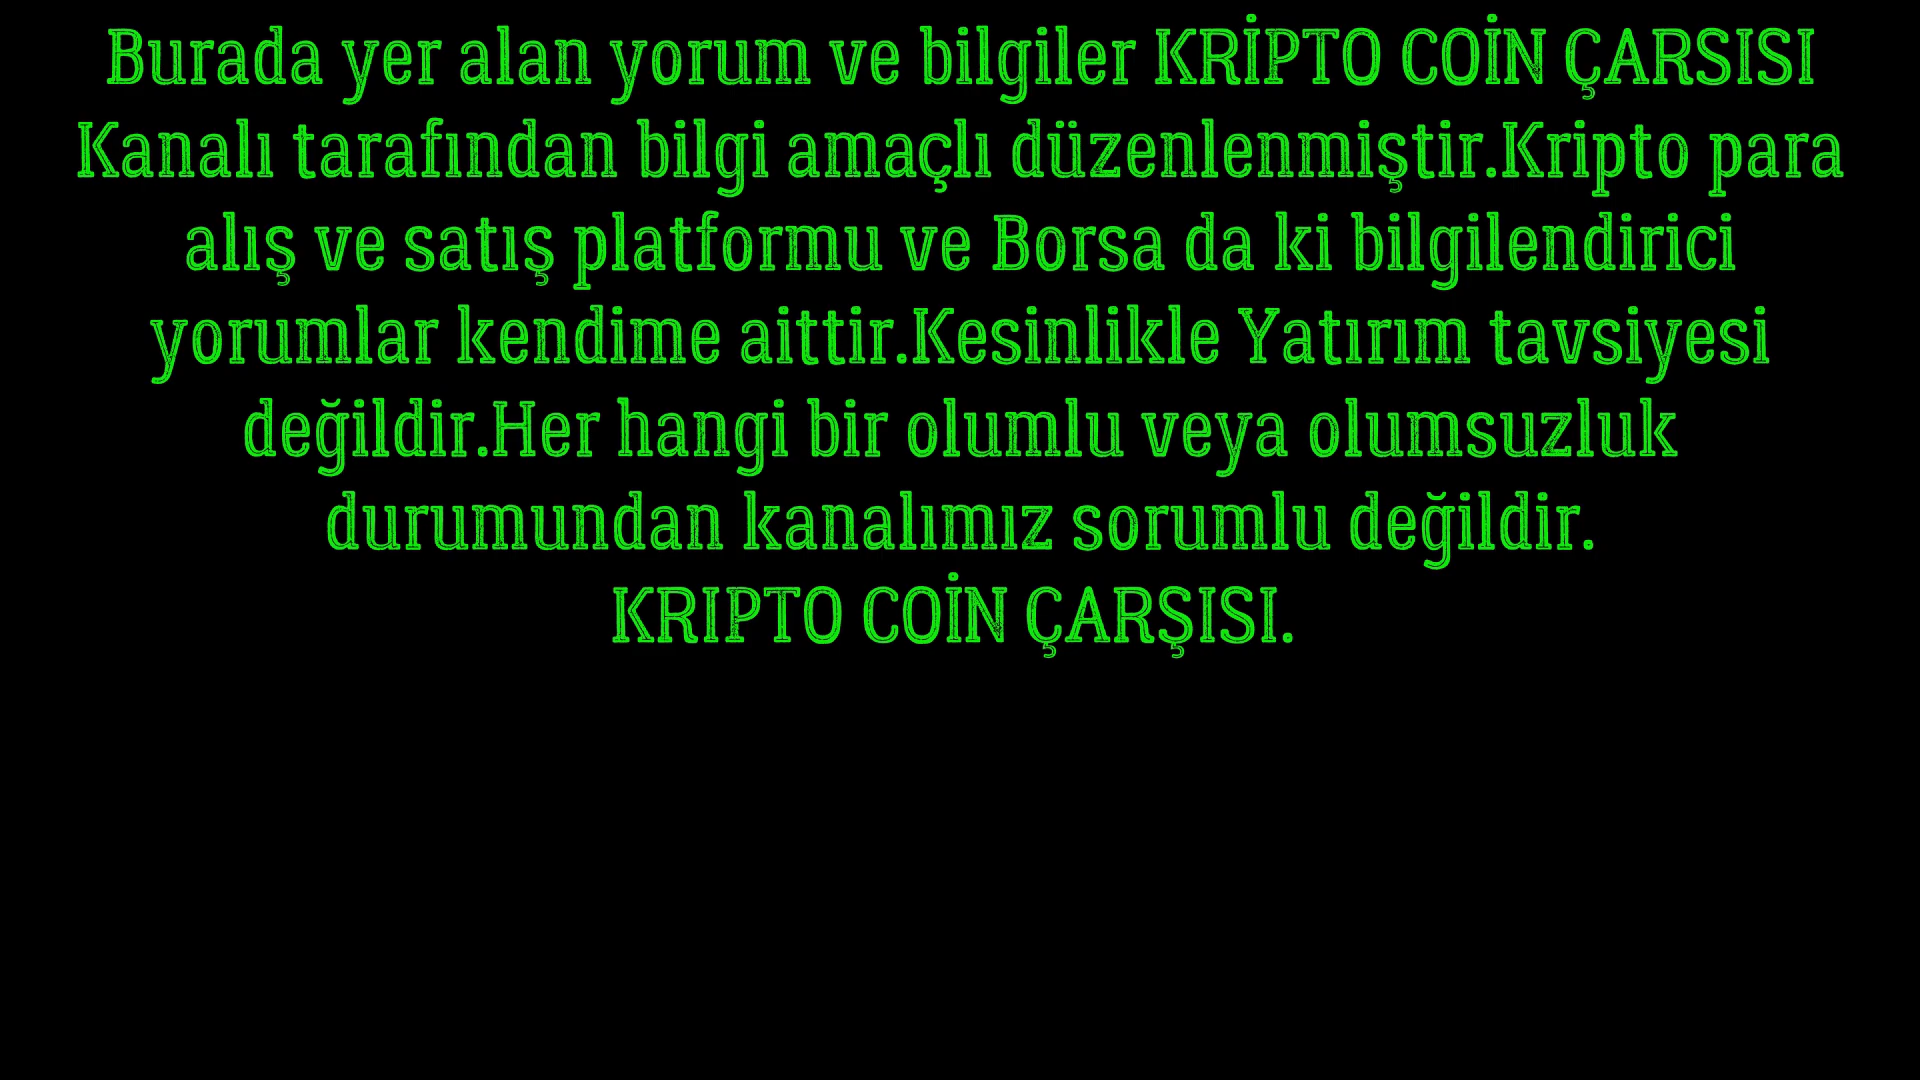 Burada yer alan yorum ve bilgiler KRİPTO COİN ÇARSISI
Kanalı tarafından bilgi amaçlı düzenlenmiştir.Kripto para
alış ve satış platformu ve Borsa da ki bilgilendirici
yorumlar kendime aittir.Kesinlikle Yatırım tavsiyesi
değildir.Her hangi bir olumlu veya olumsuzluk
durumundan kanalımız sorumlu değildir.
KRIPTO COİN ÇARŞISI.